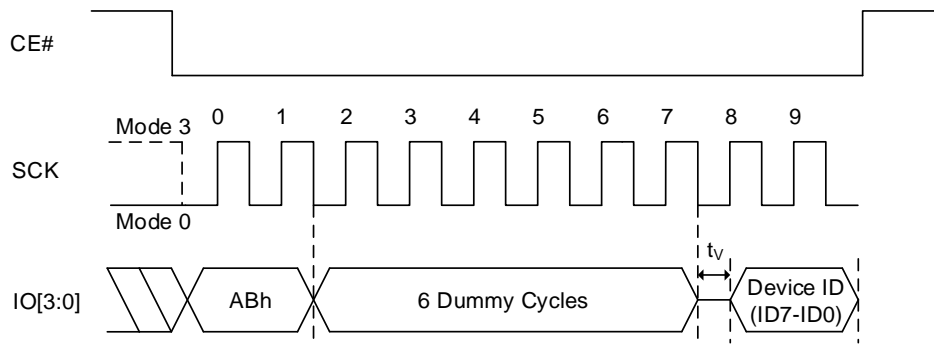 CE#
Mode 3
0 1 2 3 4 5 6 7 8 9
SCK
Mode 0
tV
IO[3:0]
ABh
6 Dummy Cycles
Device ID
(ID7-ID0)